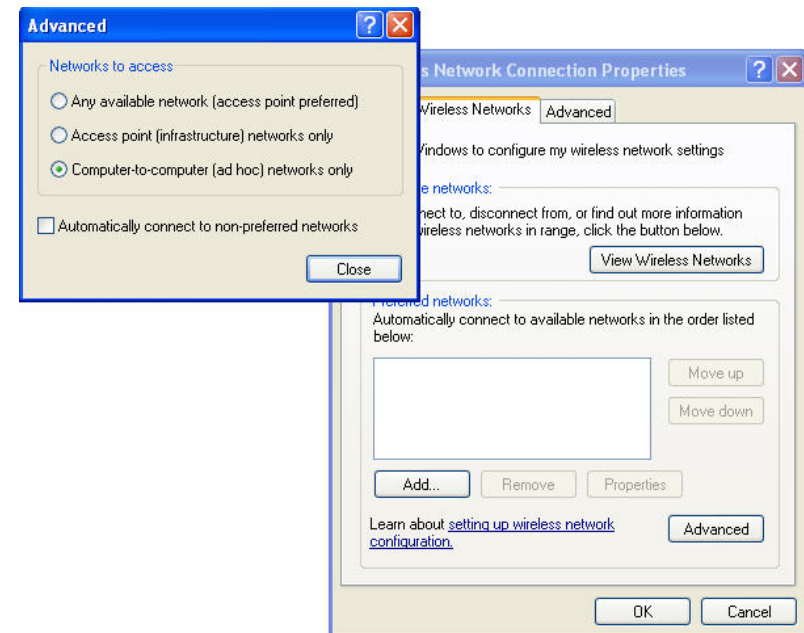 Advanced
Networks to access
Any available network (access point preferred)
Access point (infrastructure) networks only
Computer-to-computer (ad hoc) networks only
Automatically connect to non-preferred networks
Close
s Network Connection Properties
Wireless Networks
Advanced
Windows to configure my wireless network settings
e networks:
nect to, disconnect from, or find out more information
wireless networks in range, click the button below.
View Wireless Networks
Preferred networks:
Automatically connect to available networks in the order listed
below:
Move up
Move down
Add...
Remove
Properties
Learn about setting up wireless network
configuration.
Advanced
OK
Cancel